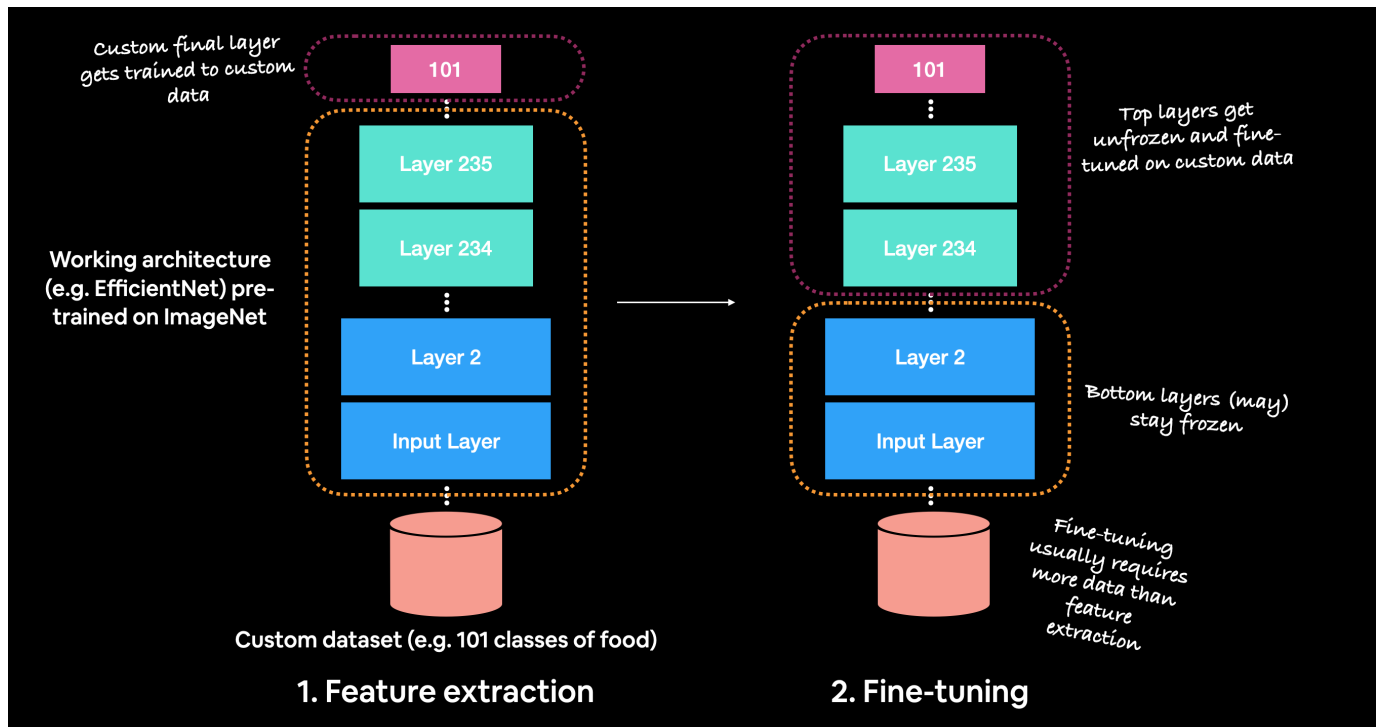 Custom final layer
gets trained to custom
data
101
Layer 235
Layer 234
Working architecture
(e.g. EfficientNet) pre-
trained on ImageNet
Layer 2
Input Layer
Custom dataset (e.g. 101 classes of food)
1. Feature extraction
101
Layer 235
Layer 234
Top layers get
unfrozen and fine-
tuned on custom data
Layer 2
Input Layer
Bottom layers (may)
stay frozen
Fine-tuning
usually requires
more data than
feature
extraction
2. Fine-tuning